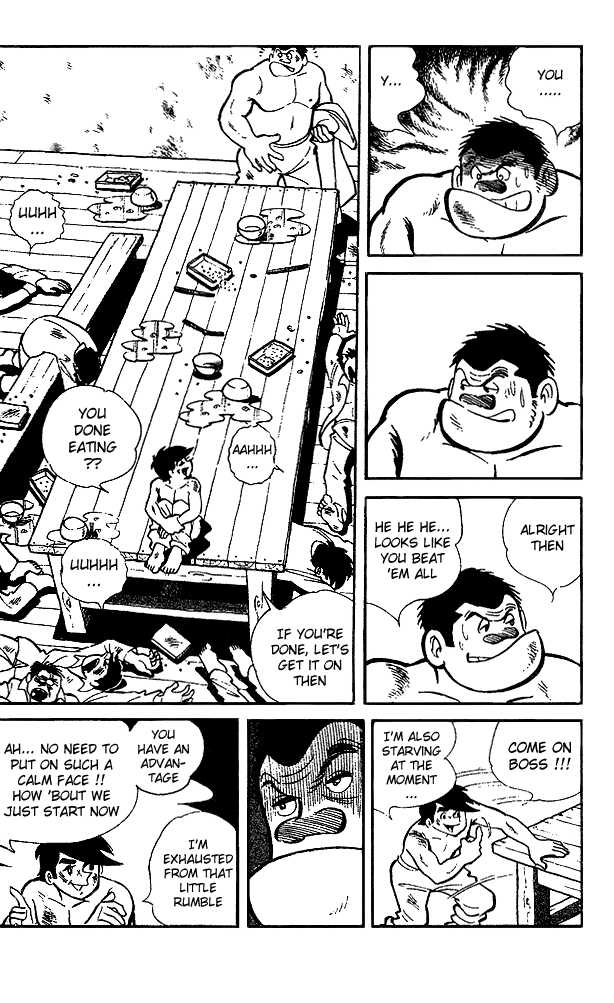 YOU
.....
Y...
ALRIGHT
THEN
HE HE HE...
LOOKS LIKE
YOU BEAT
'EM ALL
UUHH
...
YOU
DONE
EATING
??
AAHHH
...
UUHHH
...
IF YOU'RE
DONE, LET'S
GET IT ON
THEN
COME ON
BOSS !!!
I'M ALSO
STARVING
AT THE
MOMENT
...
YOU
HAVE AN
ADVAN-
TAGE
I'M
EXHAUSTED
FROM THAT
LITTLE
RUMBLE
AH... NO NEED TO
PUT ON SUCH A
CALM FACE !!
HOW 'BOUT WE
JUST START NOW